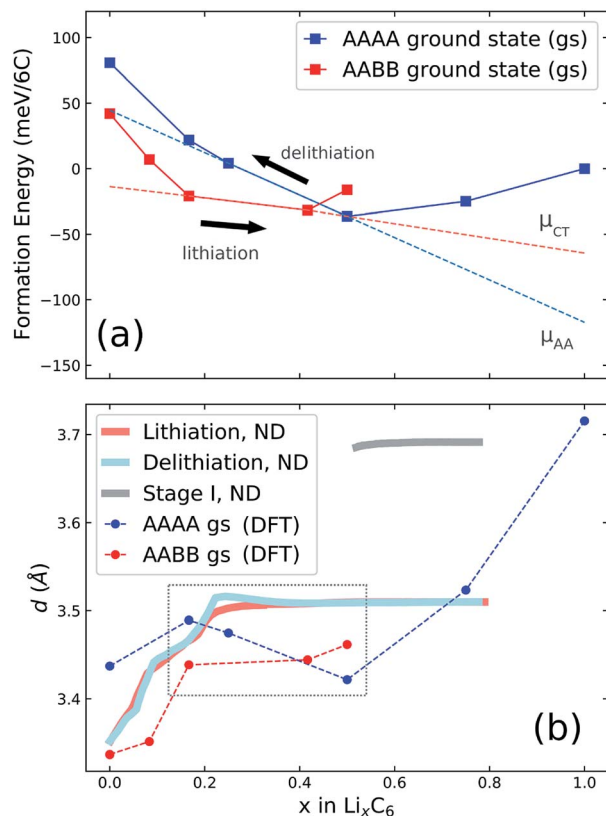 AAAA ground state (gs)
AABB ground state (gs)
Formation Energy (meV/6C)
100
50
0
−50
−100
−150
delithiation
lithiation
μCT
μAA
(a)
Lithiation, ND
Delithiation, ND
Stage I, ND
AAAA gs (DFT)
AABB gs (DFT)
d (Å)
3.7
3.6
3.5
3.4
(b)
0.0 0.2 0.4 0.6 0.8 1.0
x in LixC6